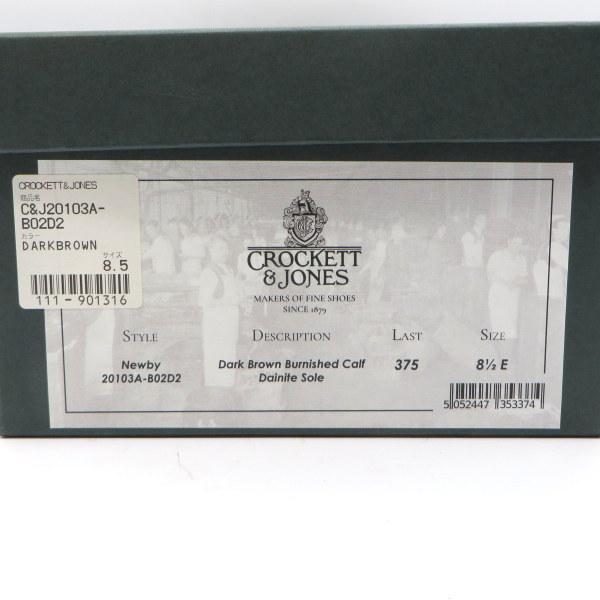 CROCKETT&JONES
商品名
C&J20103A-
B02D2
カラー
DARKBROWN
サイズ
8.5
111-901316
CROCKETT
& JONES
MAKERS OF FINE SHOES
SINCE 1879
STYLE DESCRIPTION LAST SIZE
Newby Dark Brown Burnished Calf 375 8½ E
20103A-B02D2 Dainite Sole
5 052447 353374